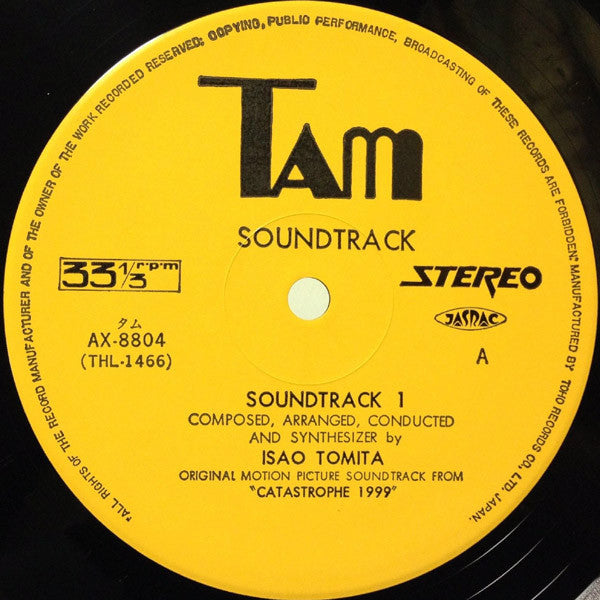 "ALL RIGHTS OF THE RECORD MANUFACTURER AND OF THE OWNER OF THE WORK RECORDED RESERVED; COPYING, PUBLIC PERFORMANCE, BROADCASTING OF THESE RECORDS ARE FORBIDDEN." MANUFACTURED BY TOHO RECORDS CO., LTD. JAPAN.
TAM
SOUNDTRACK
33 1/3 r·p·m
STEREO
タム
AX-8804
(THL-1466)
JASRAC
A
SOUNDTRACK 1
COMPOSED, ARRANGED, CONDUCTED
AND SYNTHESIZER by
ISAO TOMITA
ORIGINAL MOTION PICTURE SOUNDTRACK FROM
"CATASTROPHE 1999"